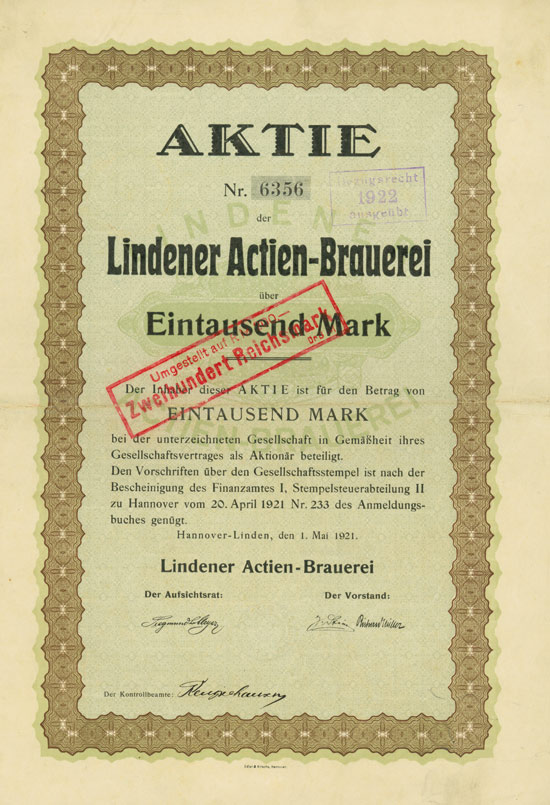 AKTIE
Nr. 6356
Bezugsrecht
1922
ausgeübt
der
Lindener Actien-Brauerei
über
Eintausend Mark
Umgestellt auf
Zweihundert Reichsmark
Der Inhaber dieser AKTIE ist für den Betrag von
EINTAUSEND MARK
bei der unterzeichneten Gesellschaft in Gemäßheit ihres
Gesellschaftsvertrages als Aktionär beteiligt.
Den Vorschriften über den Gesellschaftsstempel ist nach der
Bescheinigung des Finanzamtes I, Stempelsteuerabteilung II
zu Hannover vom 20. April 1921 Nr. 233 des Anmeldungs-
buches genügt.
Hannover-Linden, den 1. Mai 1921.
Lindener Actien-Brauerei
Der Aufsichtsrat:
Der Vorstand:
Der Kontrollbeamte: